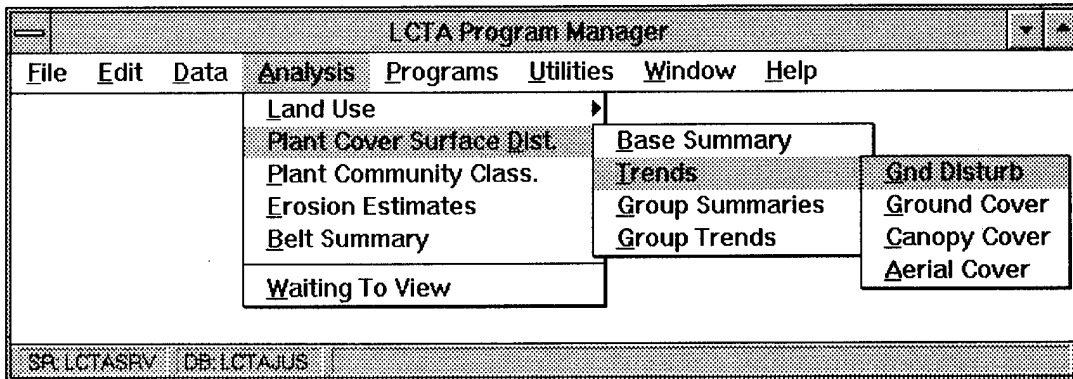 LCTA Program Manager
File Edit Data Analysis Programs Utilities Window Help
Land Use
Plant Cover Surface Dist.
Plant Community Class.
Erosion Estimates
Belt Summary
Waiting To View
Base Summary
Trends
Group Summaries
Group Trends
Gnd Disturb
Ground Cover
Canopy Cover
Aerial Cover
SR: LCTASRV DB: LCTAJUS